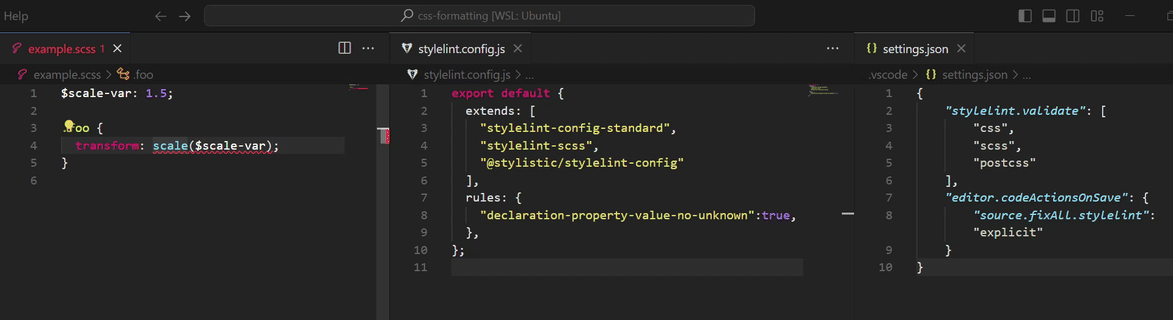 Help
css-formatting [WSL: Ubuntu]
example.scss 1
example.scss > .foo
1 $scale-var: 1.5;
2
3 .foo {
4 transform: scale($scale-var);
5 }
6
stylelint.config.js
stylelint.config.js > ...
1 export default {
2 extends: [
3 "stylelint-config-standard",
4 "stylelint-scss",
5 "@stylistic/stylelint-config"
6 ],
7 rules: {
8 "declaration-property-value-no-unknown":true,
9 },
10 };
11
settings.json
.vscode > {} settings.json > ...
1 {
2 "stylelint.validate": [
3 "css",
4 "scss",
5 "postcss"
6 ],
7 "editor.codeActionsOnSave": {
8 "source.fixAll.stylelint":
"explicit"
9 }
10 }